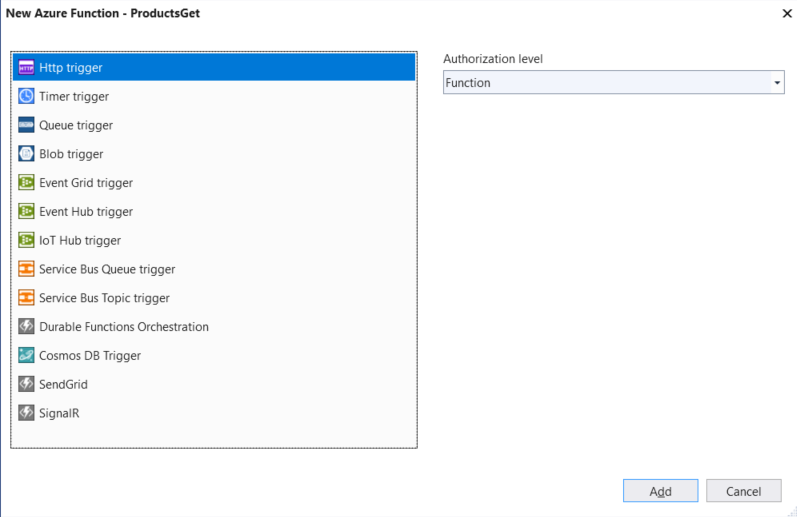 New Azure Function - ProductsGet
HTTP Http trigger
Timer trigger
Queue trigger
Blob trigger
Event Grid trigger
Event Hub trigger
IoT Hub trigger
Service Bus Queue trigger
Service Bus Topic trigger
Durable Functions Orchestration
Cosmos DB Trigger
SendGrid
SignalR
Authorization level
Function
Add
Cancel